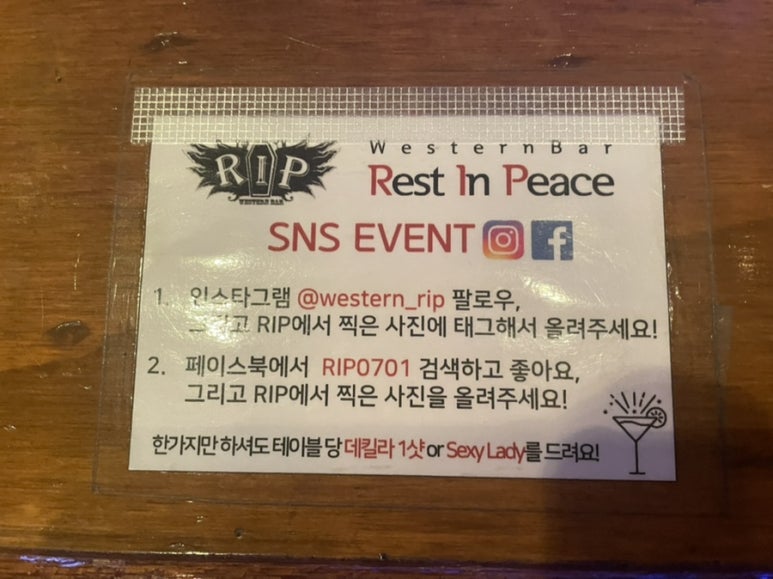 RIP
WESTERN BAR
WesternBar
Rest In Peace
SNS EVENT
1. 인스타그램 @western_rip 팔로우,
그리고 RIP에서 찍은 사진에 태그해서 올려주세요!
2. 페이스북에서 RIP0701 검색하고 좋아요,
그리고 RIP에서 찍은 사진을 올려주세요!
한가지만 하셔도 테이블 당 데킬라 1샷 or Sexy Lady를 드려요!